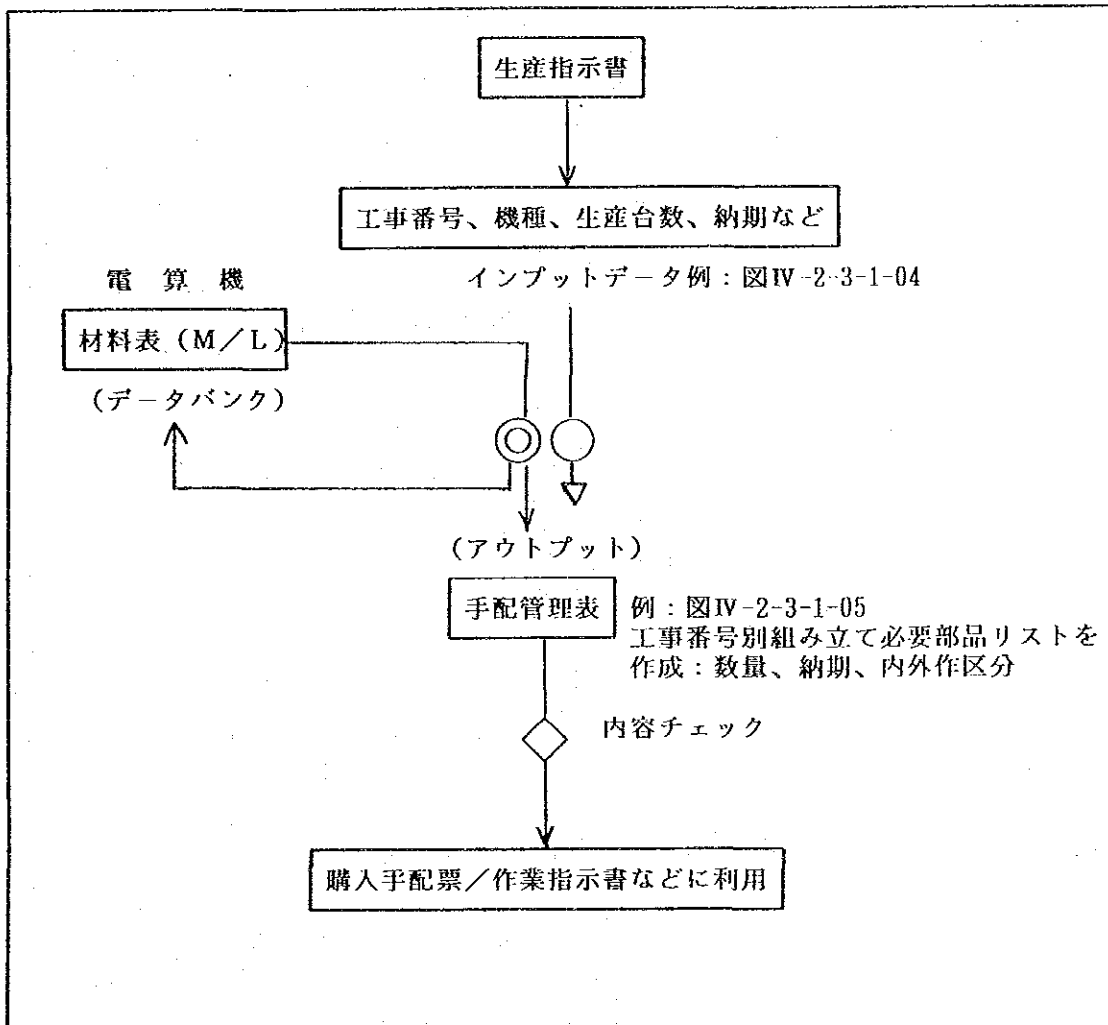 生産指示書
工事番号、機種、生産台数、納期など
インプットデータ例：図Ⅳ-2-3-1-04
電算機
材料表（M／L）
（データバンク）
（アウトプット）
手配管理表
例：図Ⅳ-2-3-1-05
工事番号別組み立て必要部品リストを
作成：数量、納期、内外作区分
内容チェック
購入手配票／作業指示書などに利用